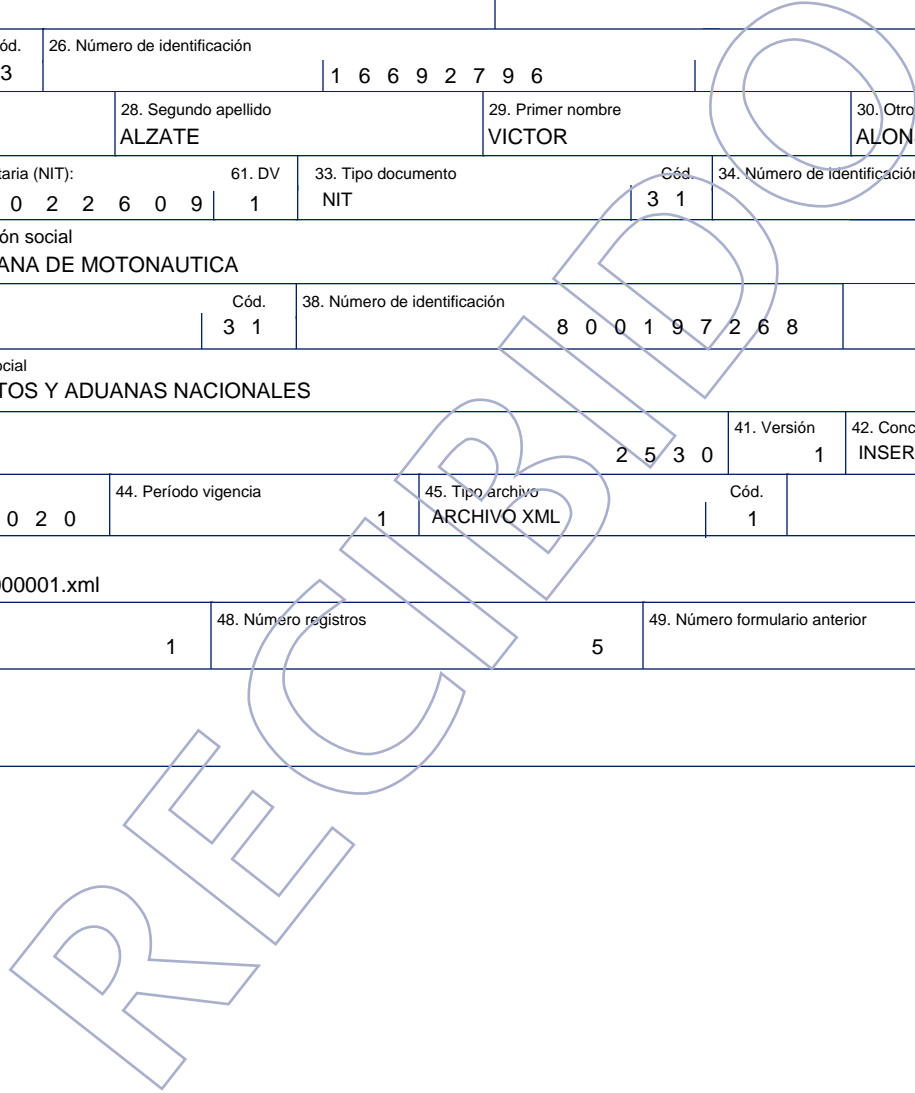 ód. 26. Número de identificación
3 1 6 6 9 2 7 9 6
28. Segundo apellido 29. Primer nombre 30. Otro
ALZATE VICTOR ALON
taria (NIT): 61. DV 33. Tipo documento Cód. 34. Número de identificación
0 2 2 6 0 9 1 NIT 3 1
ón social
ANA DE MOTONAUTICA
Cód. 38. Número de identificación
3 1 8 0 0 1 9 7 2 6 8
ocial
TOS Y ADUANAS NACIONALES
41. Versión 42. Conc
2 5 3 0 1 INSER
44. Período vigencia 45. Tipo archivo Cód.
0 2 0 1 ARCHIVO XML 1
000001.xml
48. Número registros 49. Número formulario anterior
1 5
RECIBIDO